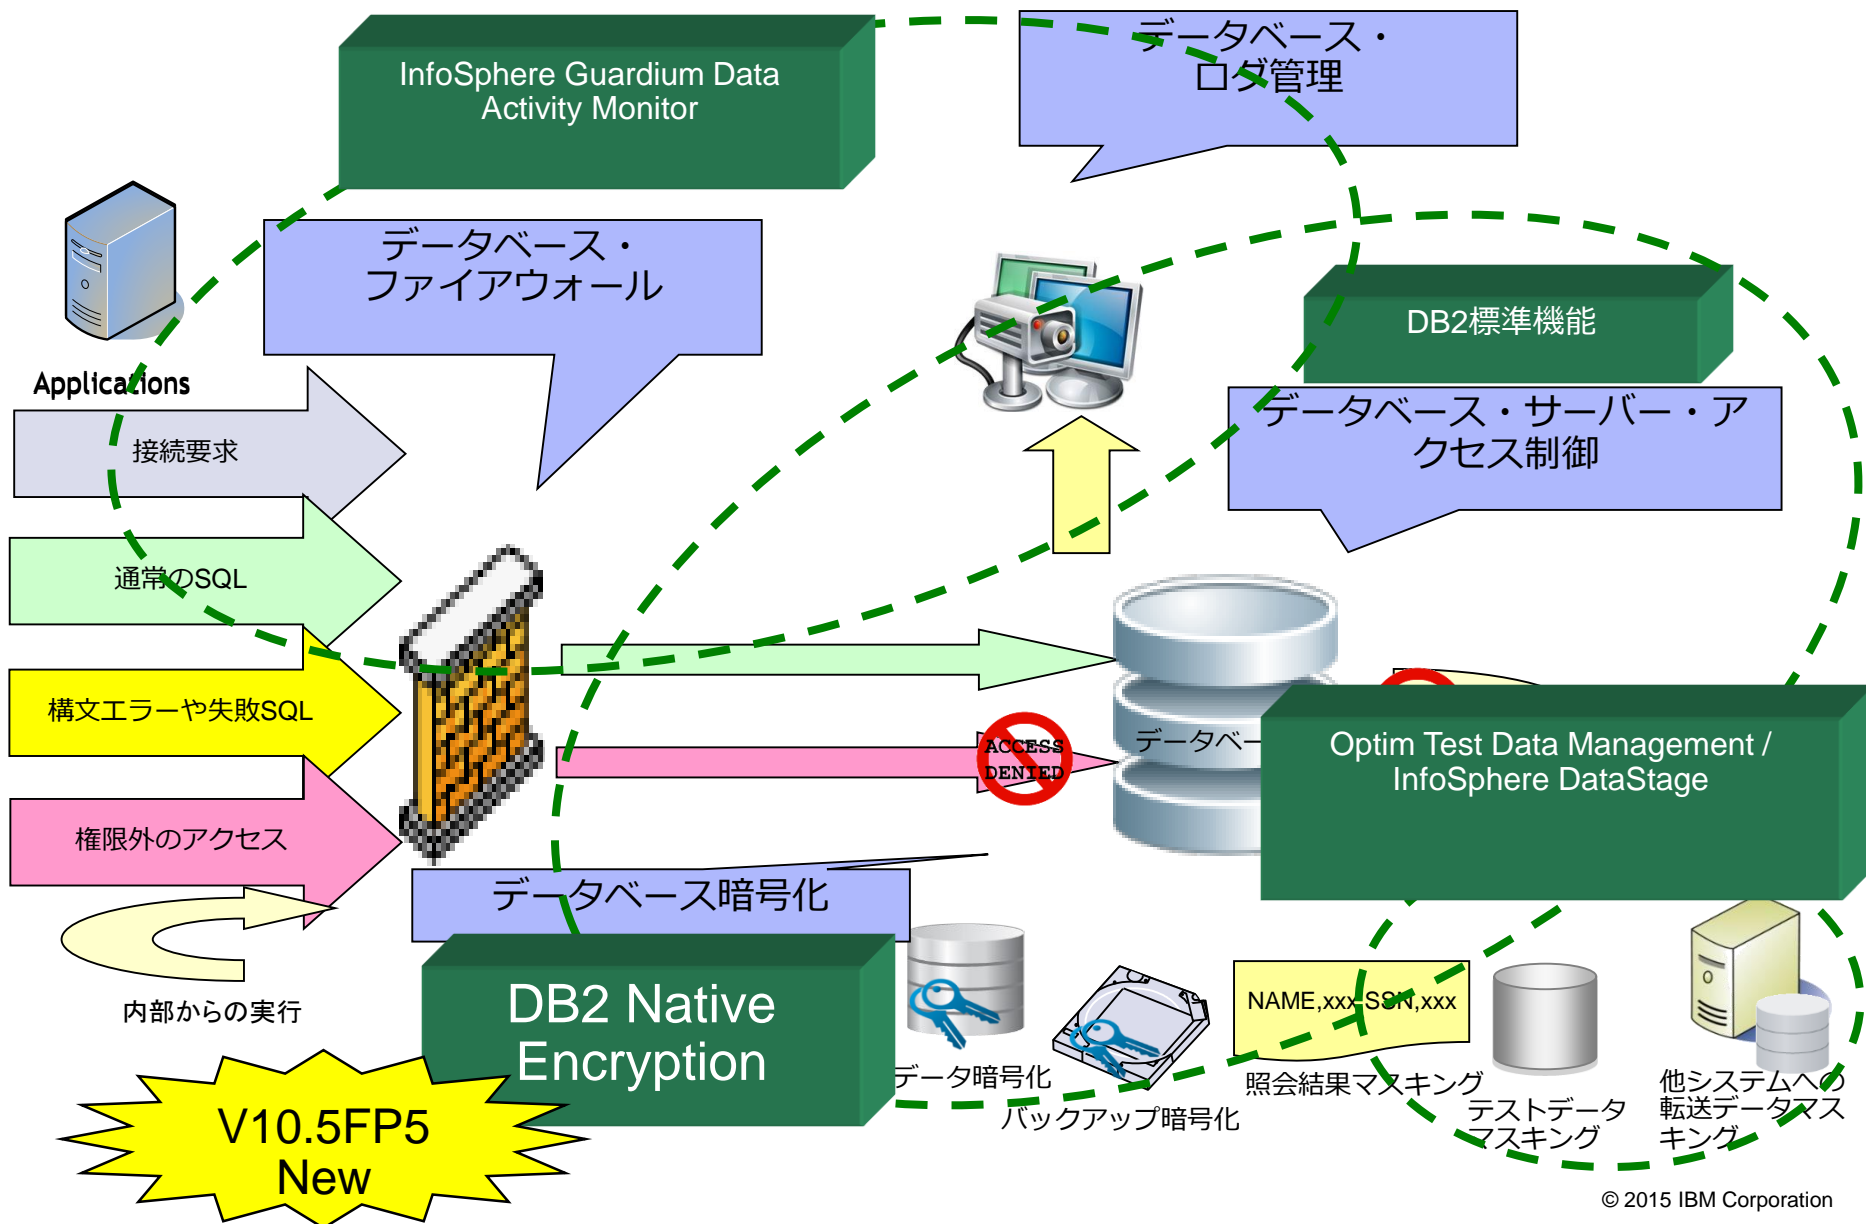 InfoSphere Guardium Data
Activity Monitor
データベース・
ログ管理
データベース・
ファイアウォール
DB2標準機能
データベース・サーバー・ア
クセス制御
Applications
接続要求
通常のSQL
構文エラーや失敗SQL
権限外のアクセス
内部からの実行
ACCESS
DENIED
データベー
Optim Test Data Management /
InfoSphere DataStage
データベース暗号化
DB2 Native
Encryption
V10.5FP5
New
データ暗号化
バックアップ暗号化
NAME,xxx SSN,xxx
照会結果マスキング
テストデータ
マスキング
他システムへの
転送データマス
キング
© 2015 IBM Corporation